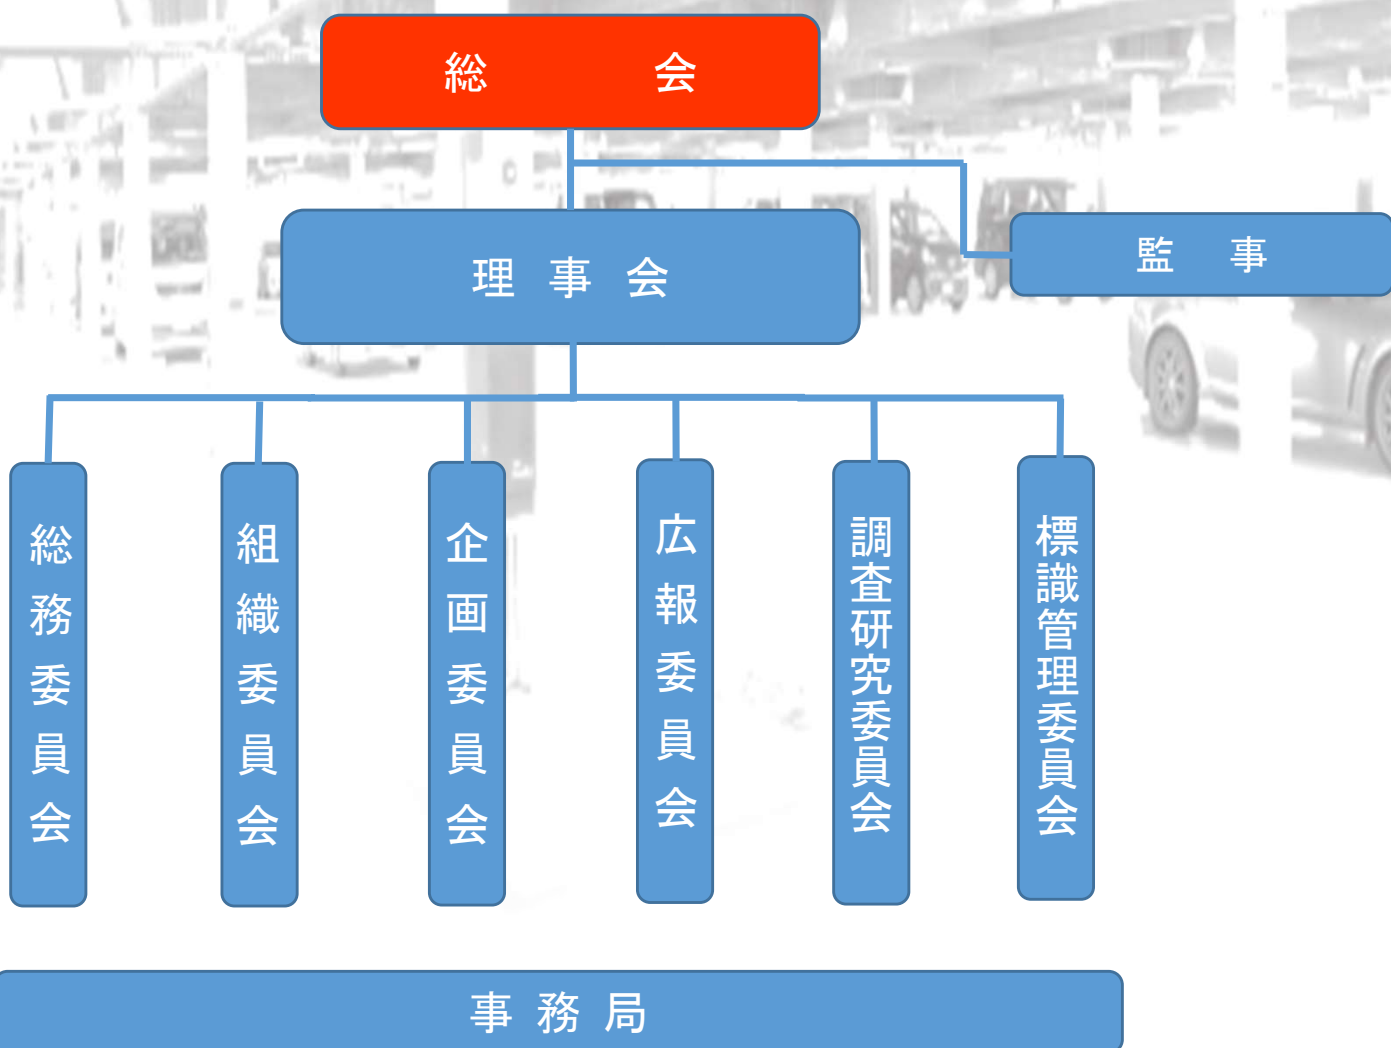 総 会
理 事 会
監 事
総務委員会
組織委員会
企画委員会
広報委員会
調査研究委員会
標識管理委員会
事 務 局